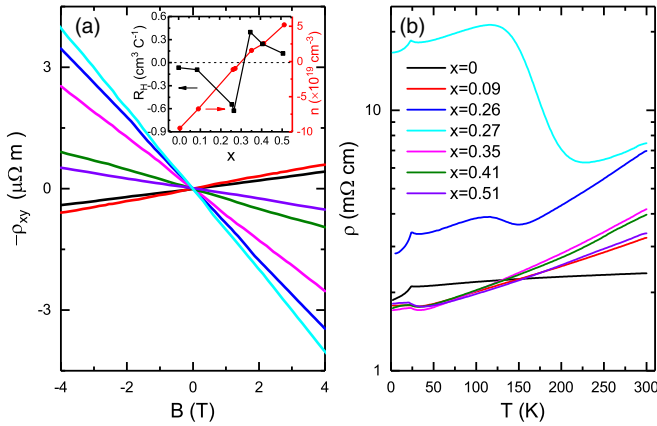 (a)
−ρxy (μΩ m)
3
0
-3
-4
-2
0
2
4
B (T)
RH (cm³ C⁻¹)
0.6
0.3
0.0
-0.3
-0.6
-0.9
0.0
0.1
0.2
0.3
0.4
0.5
x
5
0
-5
-10
n (×10¹⁹ cm⁻³)
(b)
ρ (mΩ cm)
10
1
x=0
x=0.09
x=0.26
x=0.27
x=0.35
x=0.41
x=0.51
0
50
100
150
200
250
300
T (K)